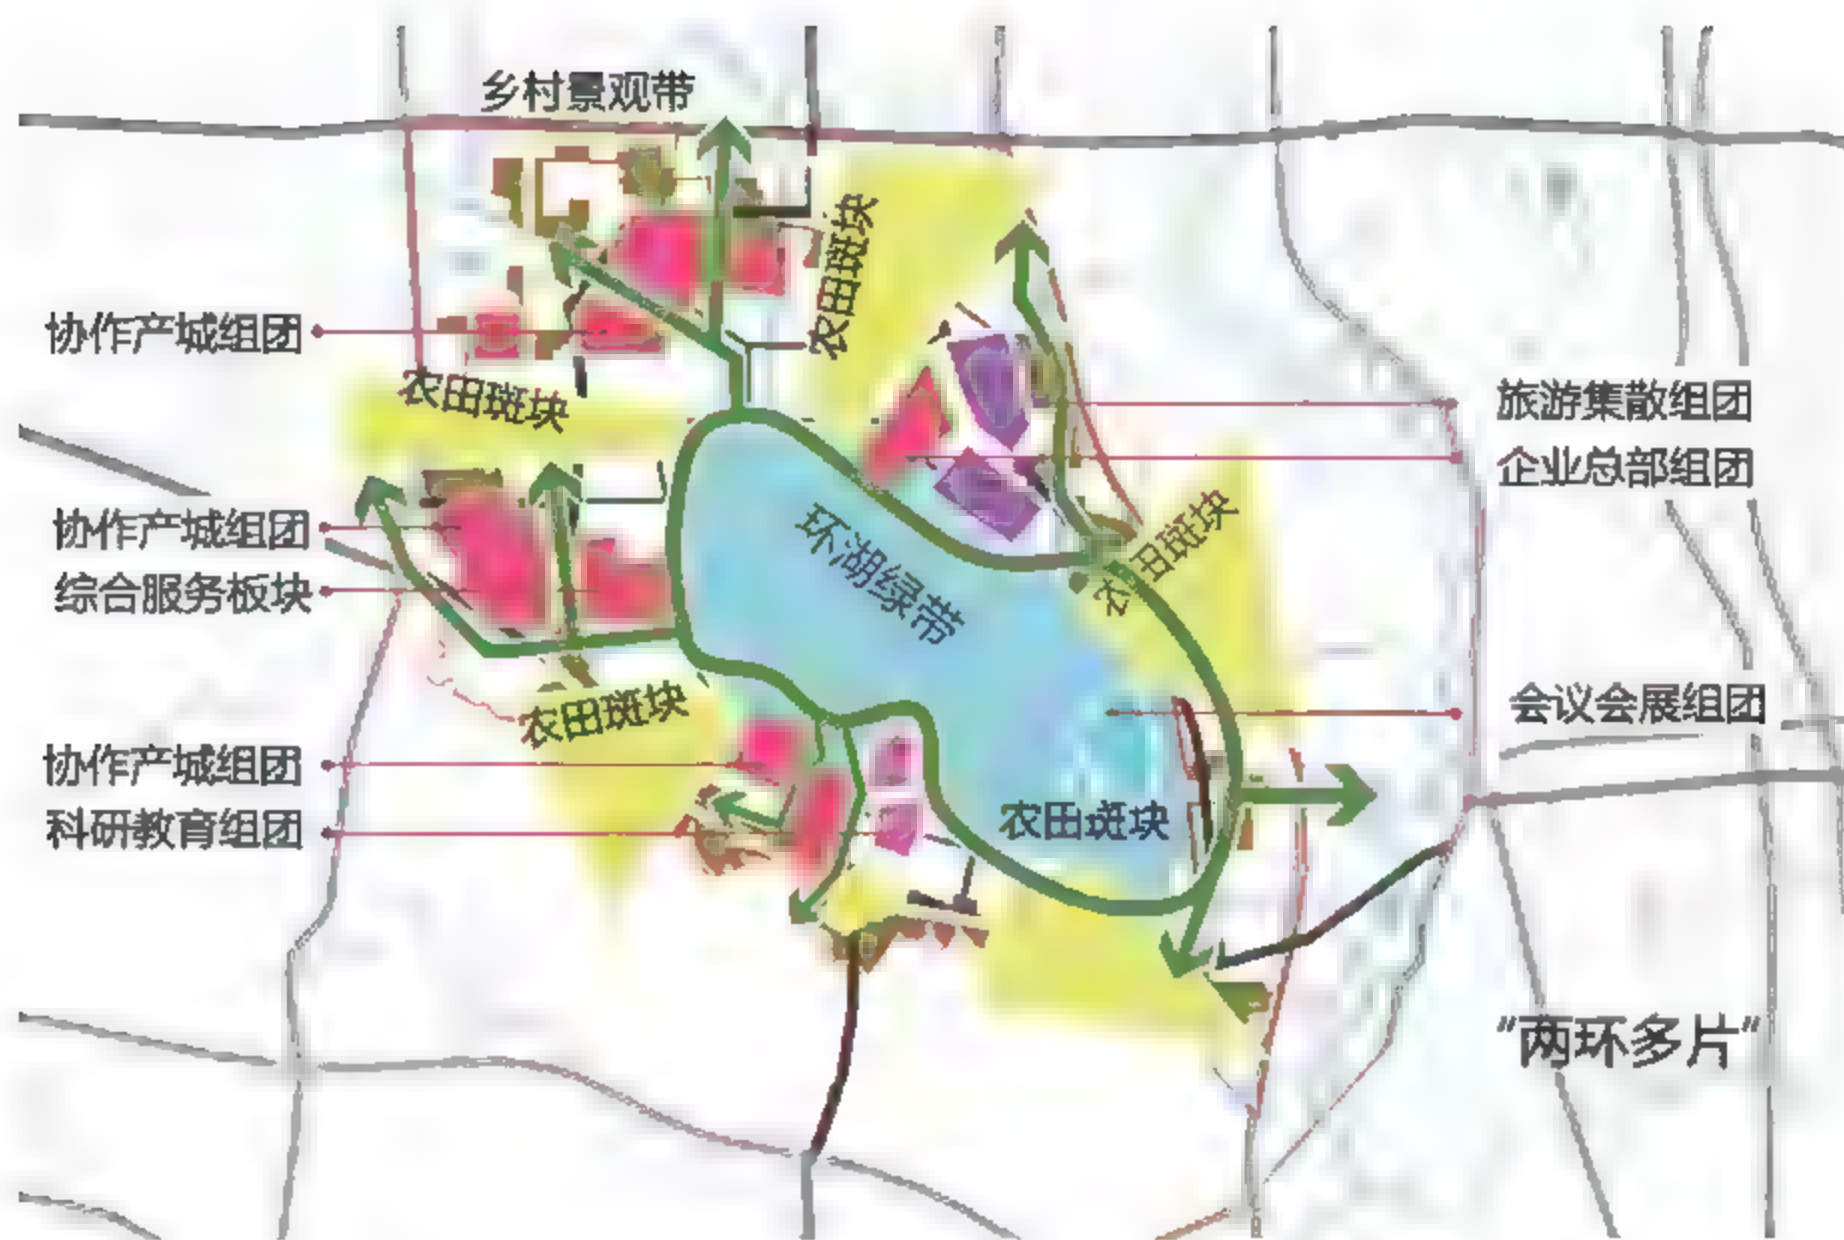 乡村景观带
农田斑块
协作产城组团
农田斑块
旅游集散组团
企业总部组团
协作产城组团
综合服务板块
环湖绿带
农田斑块
农田斑块
会议会展组团
协作产城组团
科研教育组团
农田斑块
"两环多片"